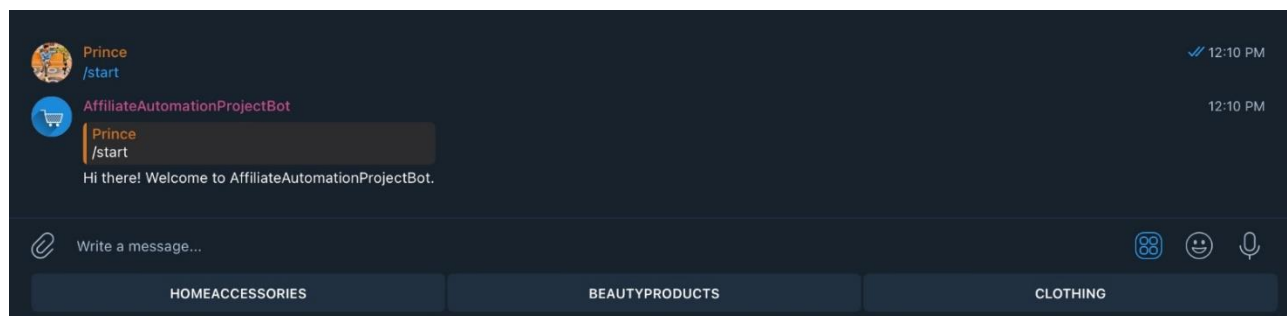 Prince
12:10 PM
/start
AffiliateAutomationProjectBot
12:10 PM
Prince
/start
Hi there! Welcome to AffiliateAutomationProjectBot.
Write a message...
HOMEACCESSORIES
BEAUTYPRODUCTS
CLOTHING